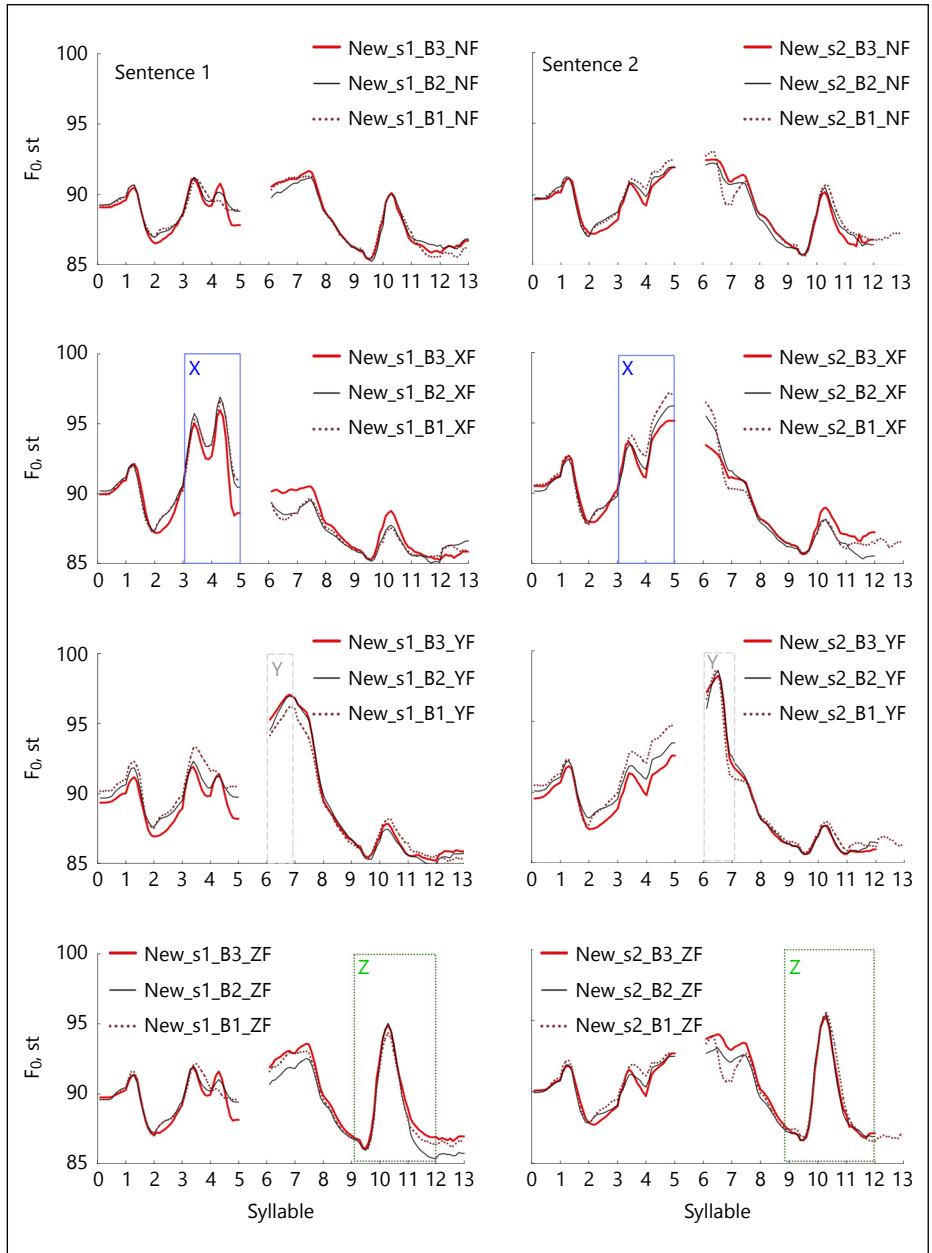 Sentence 1
New_s1_B3_NF
New_s1_B2_NF
New_s1_B1_NF
F0, st
100
95
90
85
0 1 2 3 4 5 6 7 8 9 10 11 12 13
Sentence 2
New_s2_B3_NF
New_s2_B2_NF
New_s2_B1_NF
0 1 2 3 4 5 6 7 8 9 10 11 12 13
X
New_s1_B3_XF
New_s1_B2_XF
New_s1_B1_XF
F0, st
100
95
90
85
0 1 2 3 4 5 6 7 8 9 10 11 12 13
X
New_s2_B3_XF
New_s2_B2_XF
New_s2_B1_XF
0 1 2 3 4 5 6 7 8 9 10 11 12 13
Y
New_s1_B3_YF
New_s1_B2_YF
New_s1_B1_YF
F0, st
100
95
90
85
0 1 2 3 4 5 6 7 8 9 10 11 12 13
Y
New_s2_B3_YF
New_s2_B2_YF
New_s2_B1_YF
0 1 2 3 4 5 6 7 8 9 10 11 12 13
New_s1_B3_ZF
New_s1_B2_ZF
New_s1_B1_ZF
Z
F0, st
100
95
90
85
0 1 2 3 4 5 6 7 8 9 10 11 12 13
Syllable
New_s2_B3_ZF
New_s2_B2_ZF
New_s2_B1_ZF
Z
0 1 2 3 4 5 6 7 8 9 10 11 12 13
Syllable